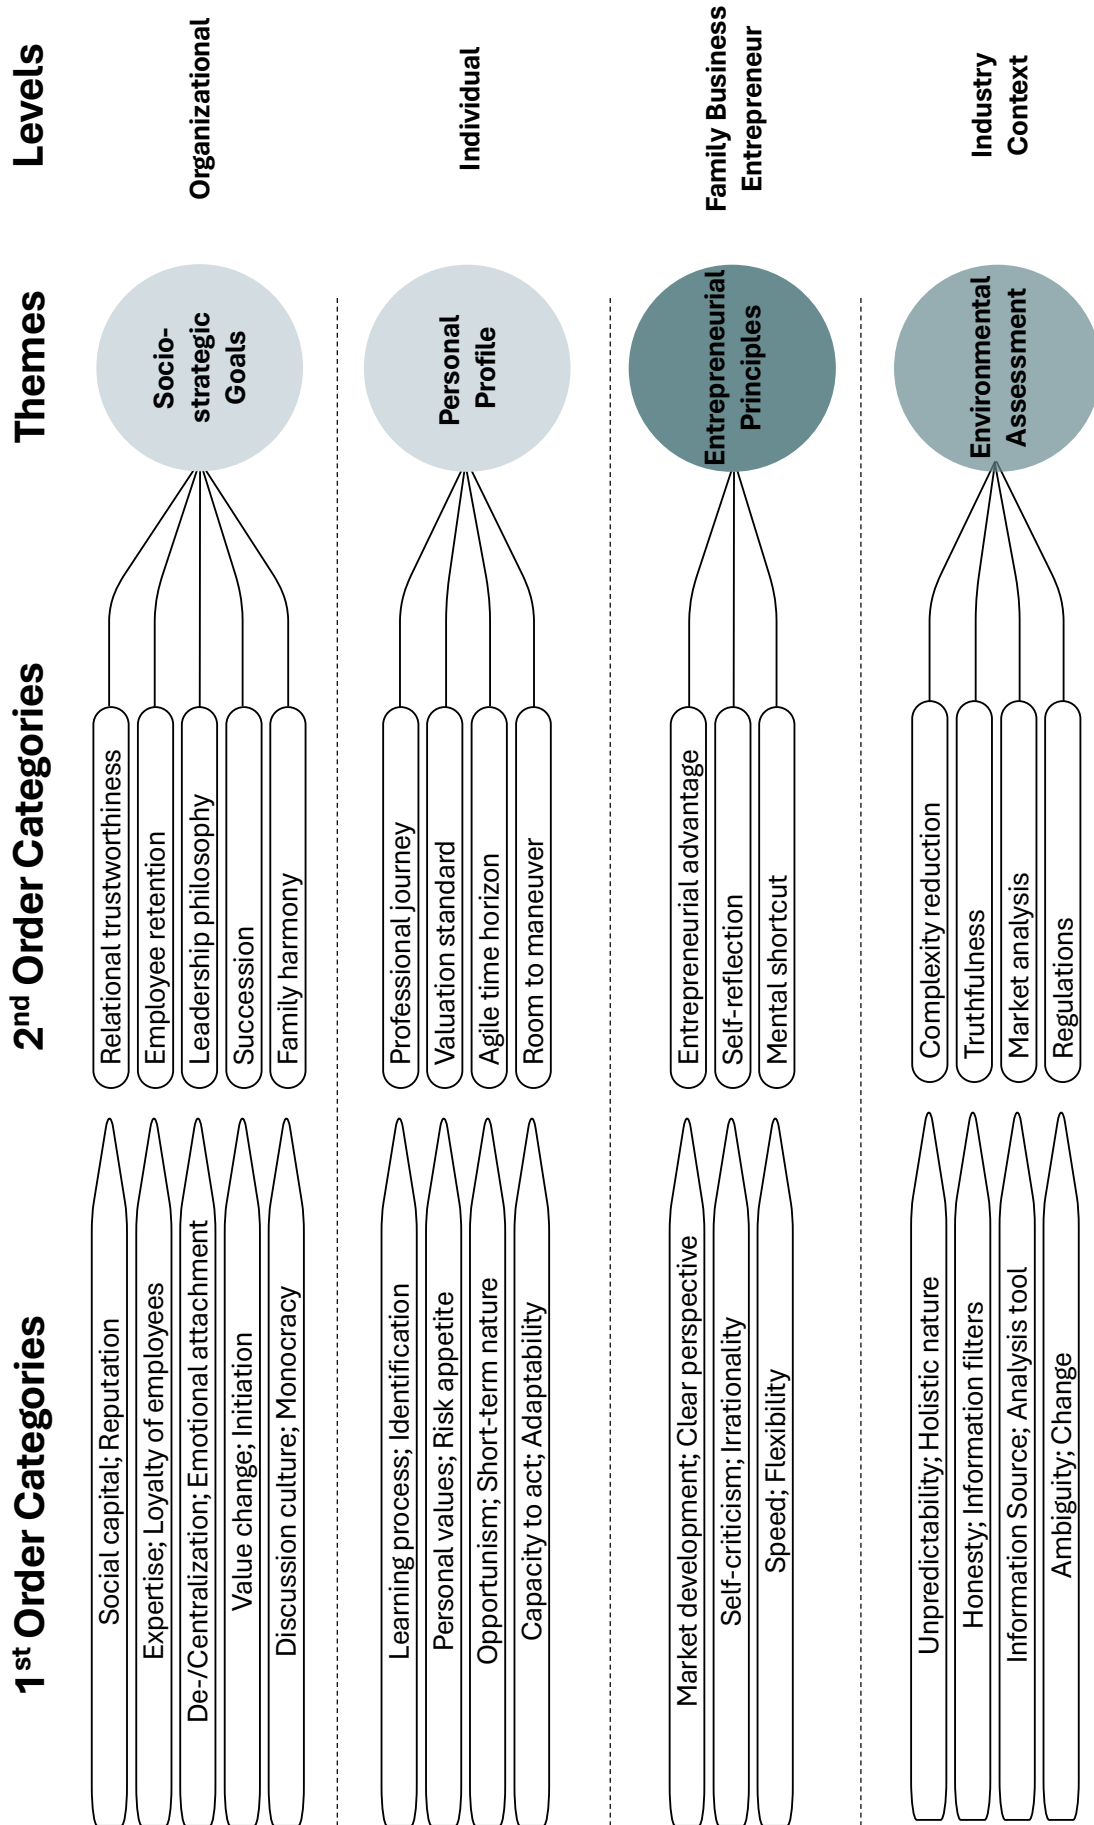 1st Order Categories
2nd Order Categories
Themes
Levels
Social capital; Reputation
Relational trustworthiness
Expertise; Loyalty of employees
Employee retention
De-/Centralization; Emotional attachment
Leadership philosophy
Value change; Initiation
Succession
Discussion culture; Monocracy
Family harmony
Socio-
strategic
Goals
Organizational
Learning process; Identification
Professional journey
Personal values; Risk appetite
Valuation standard
Opportunism; Short-term nature
Agile time horizon
Capacity to act; Adaptability
Room to maneuver
Personal
Profile
Individual
Market development; Clear perspective
Entrepreneurial advantage
Self-criticism; Irrationality
Self-reflection
Speed; Flexibility
Mental shortcut
Entrepreneurial
Principles
Family Business
Entrepreneur
Unpredictability; Holistic nature
Complexity reduction
Honesty; Information filters
Truthfulness
Information Source; Analysis tool
Market analysis
Ambiguity; Change
Regulations
Environmental
Assessment
Industry
Context